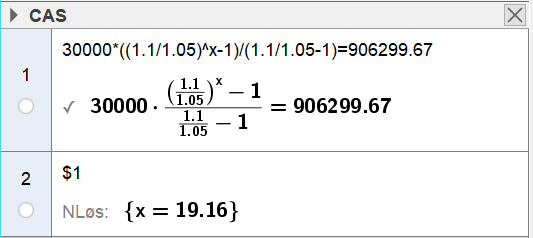 CAS
1
30000*((1.1/1.05)^x-1)/(1.1/1.05-1)=906299.67
✓ 30000 · ((1.1/1.05)^x − 1)/(1.1/1.05 − 1) = 906299.67
2
$1
NLøs: {x = 19.16}